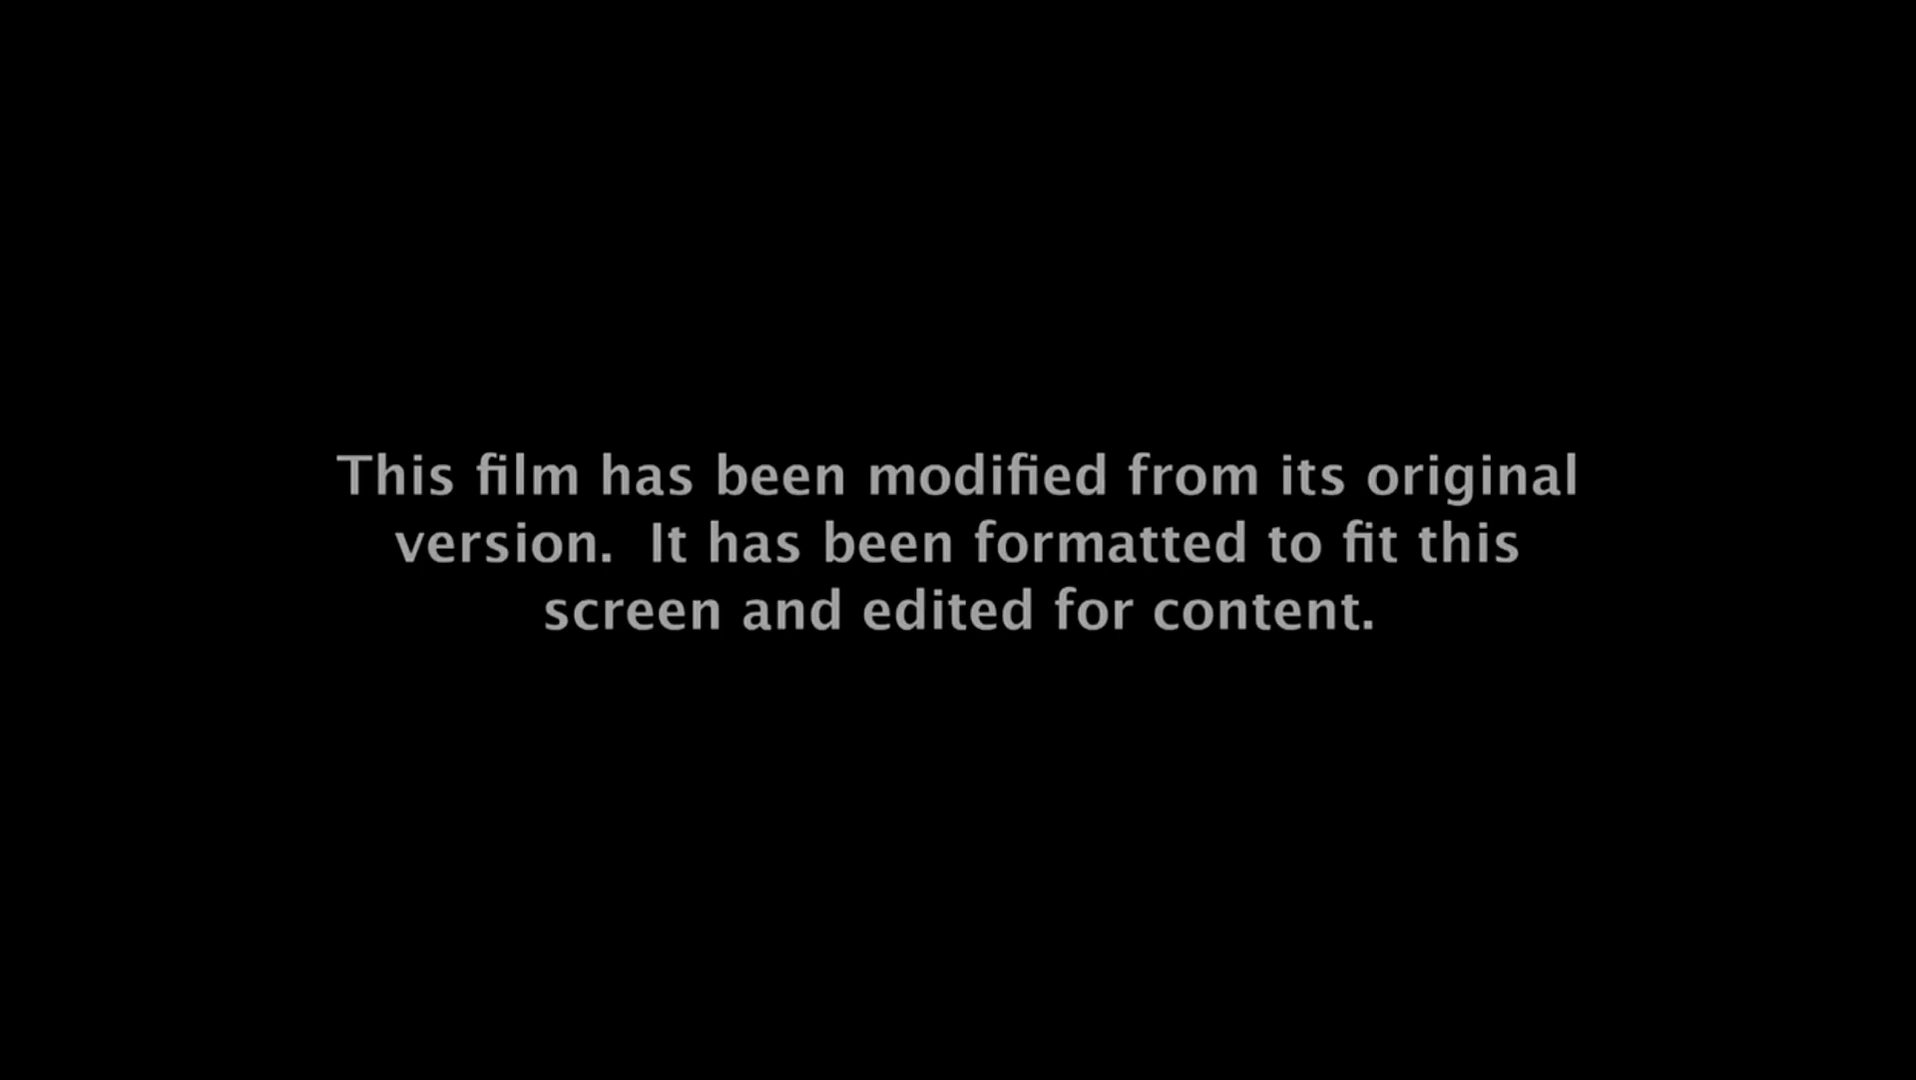 This film has been modified from its original
version.  It has been formatted to fit this
screen and edited for content.